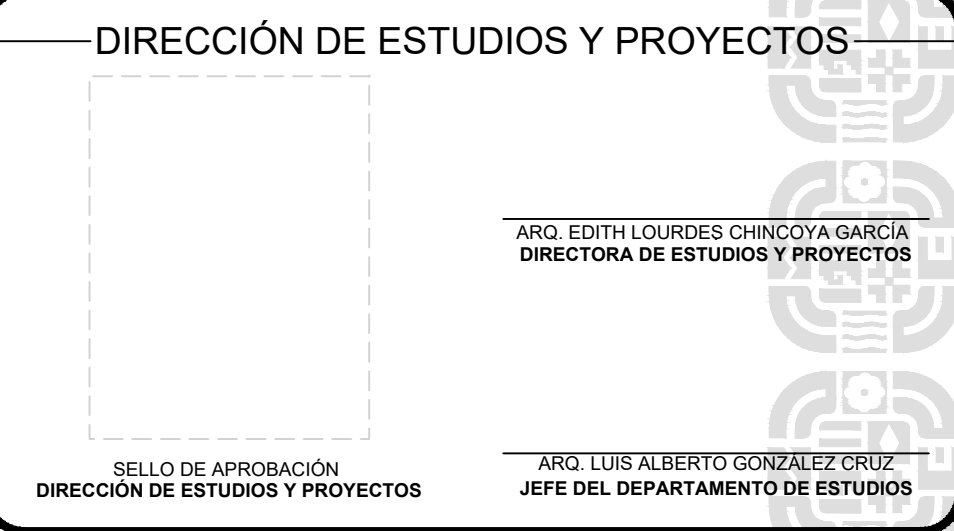 DIRECCIÓN DE ESTUDIOS Y PROYECTOS
SELLO DE APROBACIÓN
DIRECCIÓN DE ESTUDIOS Y PROYECTOS
ARQ. EDITH LOURDES CHINCOYA GARCÍA
DIRECTORA DE ESTUDIOS Y PROYECTOS
ARQ. LUIS ALBERTO GONZÁLEZ CRUZ
JEFE DEL DEPARTAMENTO DE ESTUDIOS